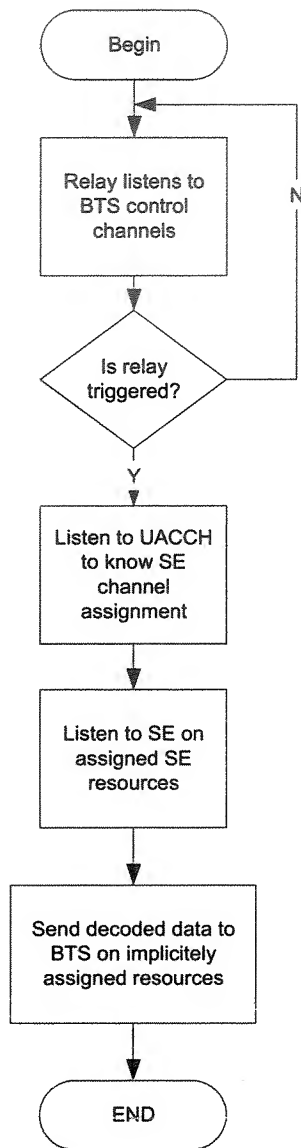 Begin
Relay listens to
BTS control
channels
N
Is relay
triggered?
Y
Listen to UACCH
to know SE
channel
assignment
Listen to SE on
assigned SE
resources
Send decoded data to
BTS on implicitely
assigned resources
END